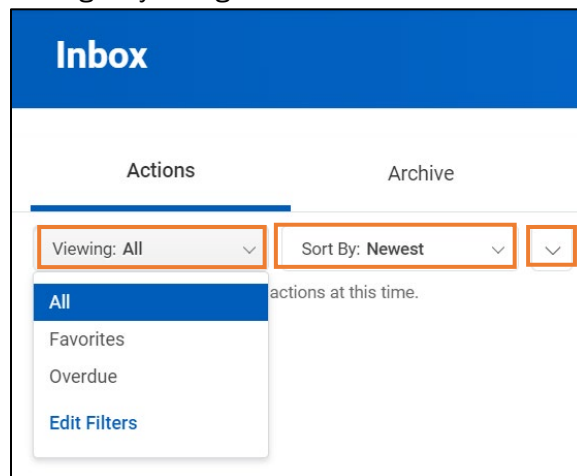 Inbox
Actions Archive
Viewing: All Sort By: Newest
All actions at this time.
Favorites
Overdue
Edit Filters